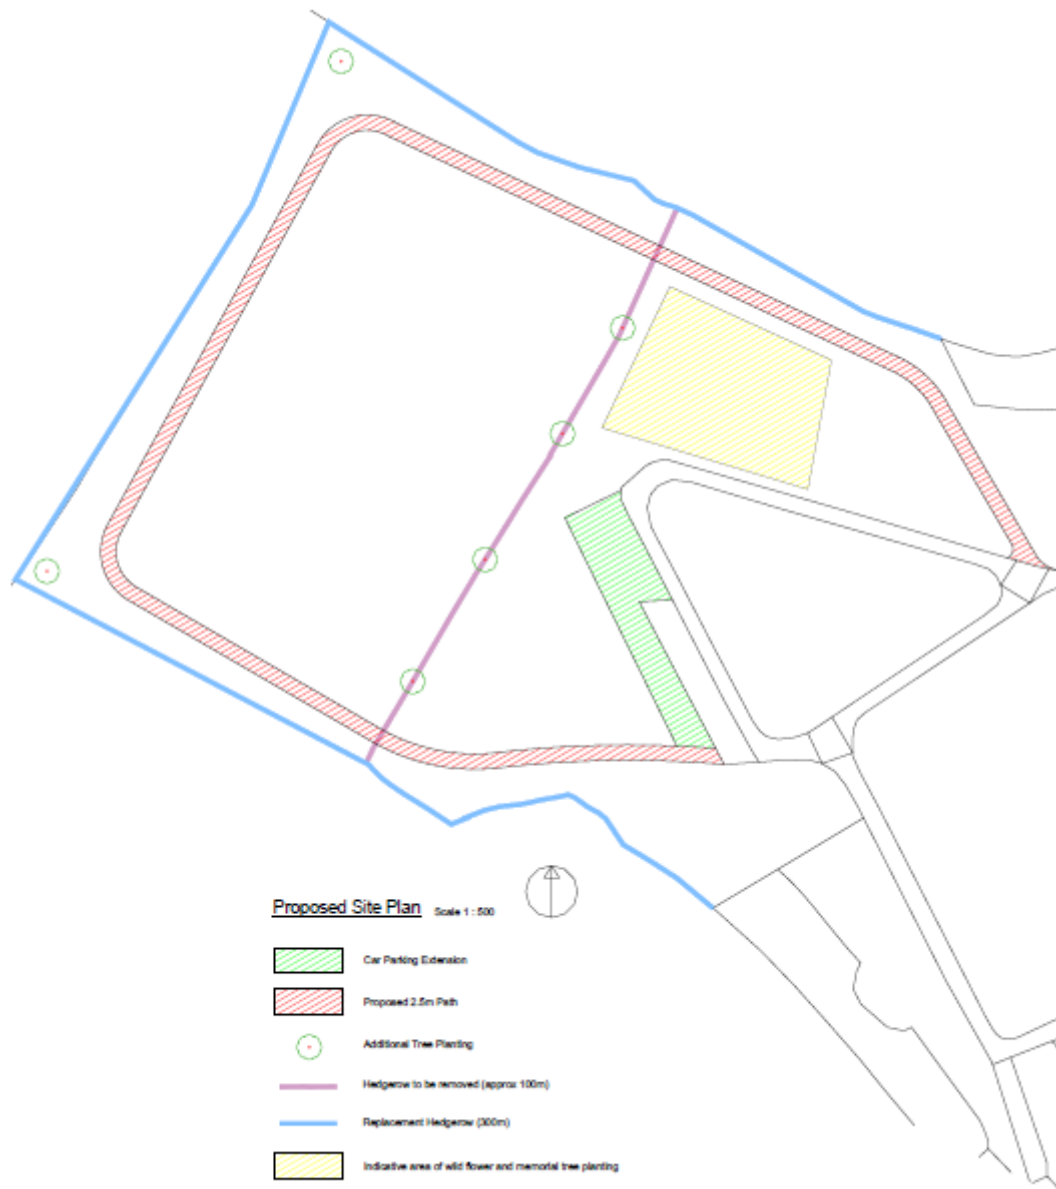 Proposed Site Plan Scale 1 : 500
Car Parking Extension
Proposed 2.5m Path
Additional Tree Planting
Hedgerow to be removed (approx 100m)
Replacement Hedgerow (300m)
Indicative area of wild flower and memorial tree planting